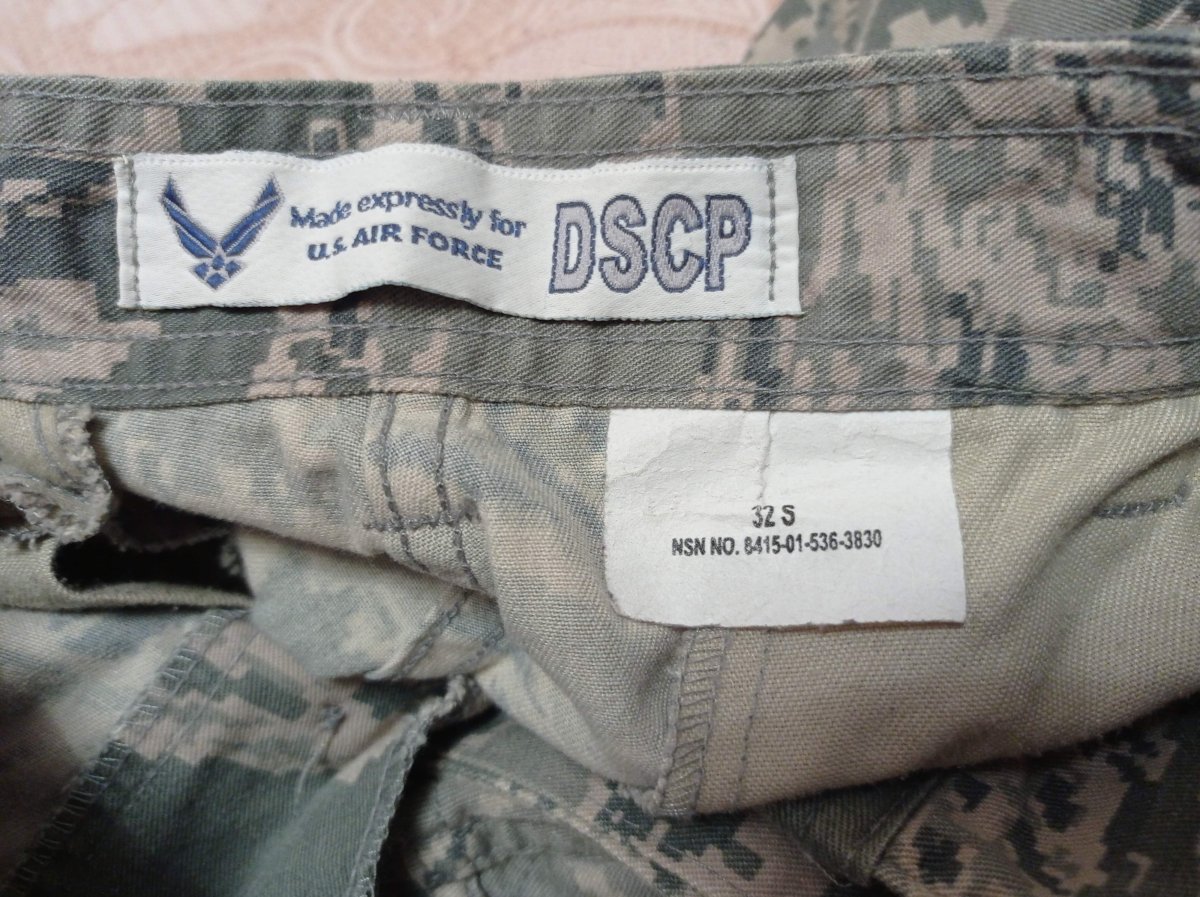 Made expressly for
U.S. AIR FORCE
DSCP
32 S
NSN NO. 8415-01-536-3830